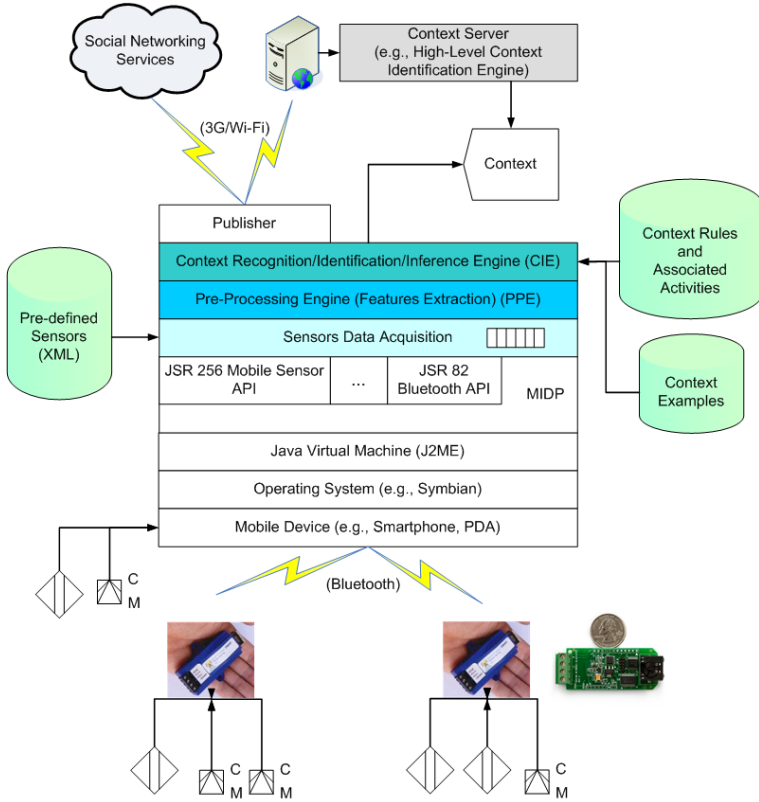 Social Networking
Services
Context Server
(e.g., High-Level Context
Identification Engine)
(3G/Wi-Fi)
Context
Publisher
Context Recognition/Identification/Inference Engine (CIE)
Pre-Processing Engine (Features Extraction) (PPE)
Sensors Data Acquisition
Context Rules
and
Associated
Activities
Pre-defined
Sensors
(XML)
JSR 256 Mobile Sensor
API
...
JSR 82
Bluetooth API
MIDP
Context
Examples
Java Virtual Machine (J2ME)
Operating System (e.g., Symbian)
Mobile Device (e.g., Smartphone, PDA)
C
M
(Bluetooth)
C
M
C
M
C
M